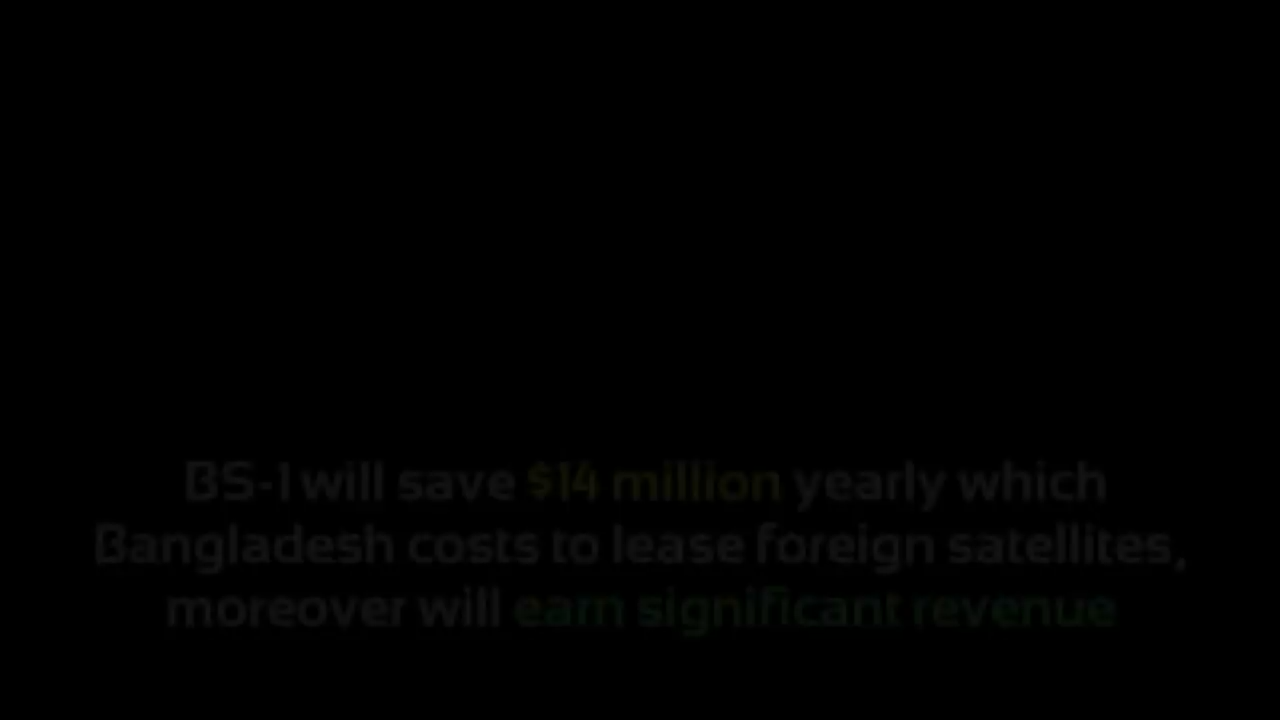 BS-1 will save $14 million yearly which
Bangladesh costs to lease foreign satellites,
moreover will earn significant revenue